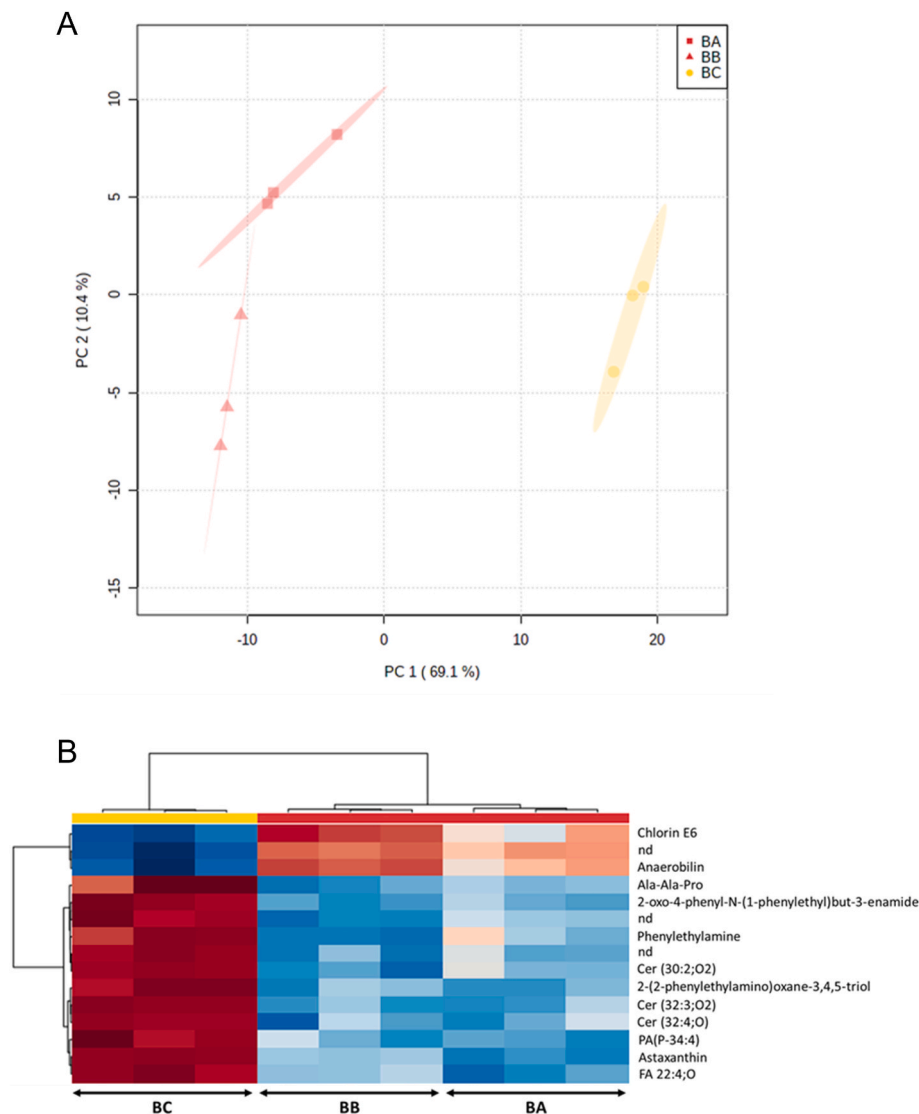 A
BA
BB
BC
10
5
0
-5
-10
-15
PC 2 ( 10.4 %)
-10
0
10
20
PC 1 ( 69.1 %)
B
Chlorin E6
nd
Anaerobilin
Ala-Ala-Pro
2-oxo-4-phenyl-N-(1-phenylethyl)but-3-enamide
nd
Phenylethylamine
nd
Cer (30:2;O2)
2-(2-phenylethylamino)oxane-3,4,5-triol
Cer (32:3;O2)
Cer (32:4;O)
PA(P-34:4)
Astaxanthin
FA 22:4;O
BC
BB
BA